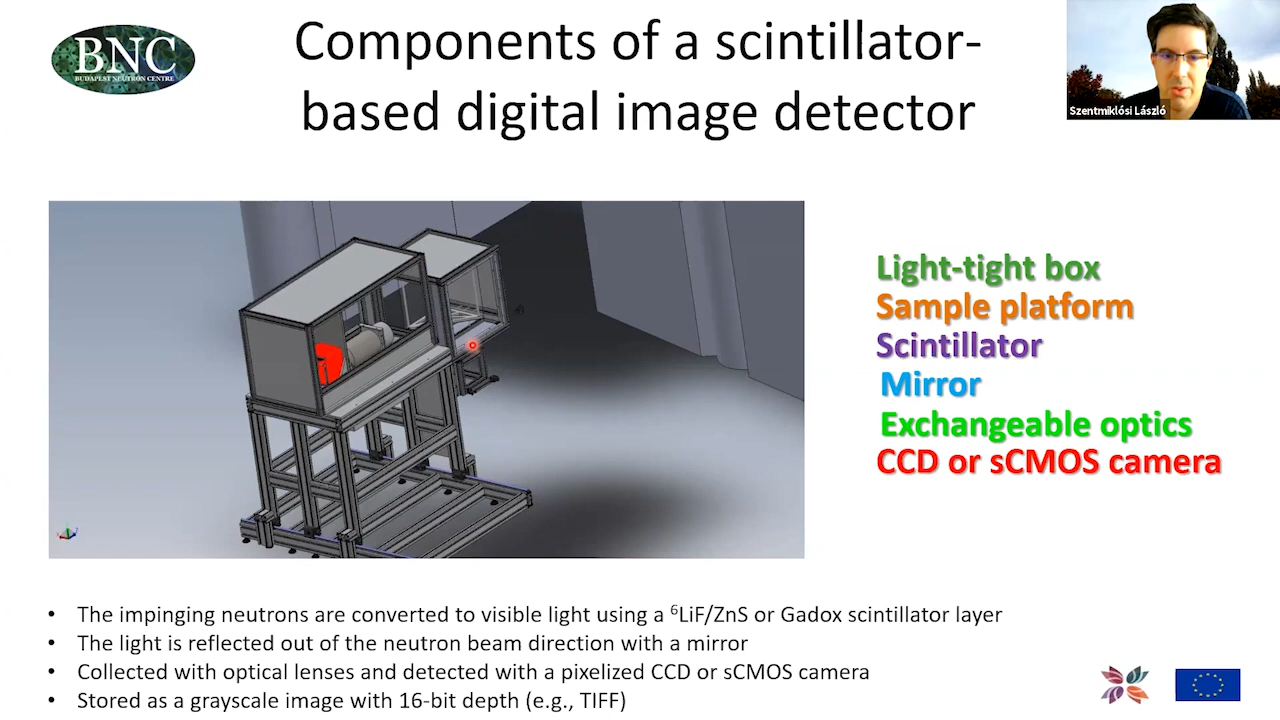 BNC
BUDAPEST NEUTRON CENTRE
Components of a scintillator-
based digital image detector
Szentmiklósi László
Light-tight box
Sample platform
Scintillator
Mirror
Exchangeable optics
CCD or sCMOS camera
• The impinging neutrons are converted to visible light using a ⁶LiF/ZnS or Gadox scintillator layer
• The light is reflected out of the neutron beam direction with a mirror
• Collected with optical lenses and detected with a pixelized CCD or sCMOS camera
• Stored as a grayscale image with 16-bit depth (e.g., TIFF)